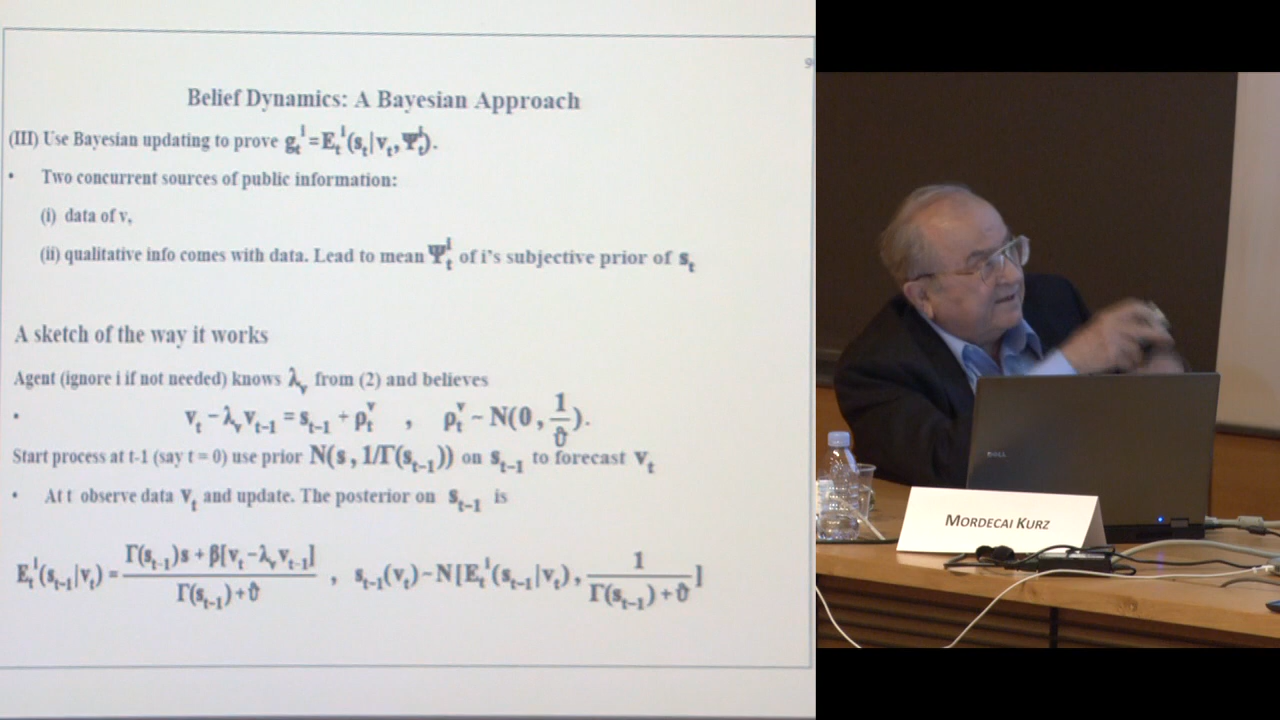 9
Belief Dynamics: A Bayesian Approach
(III) Use Bayesian updating to prove g_t^i = E_t^i(s_t|v_t,Ψ_t^i).
• Two concurrent sources of public information:
(i) data of v,
(ii) qualitative info comes with data. Lead to mean Ψ_t^i of i's subjective prior of s_t
A sketch of the way it works
Agent (ignore i if not needed) knows λ_v from (2) and believes
• v_t − λ_v v_{t−1} = s_{t−1} + ρ_t^v , ρ_t^v ~ N(0, 1/ϑ).
Start process at t-1 (say t = 0) use prior N(s, 1/Γ(s_{t−1})) on s_{t−1} to forecast v_t
• At t observe data v_t and update. The posterior on s_{t−1} is
E_t^i(s_{t−1}|v_t) = (Γ(s_{t−1})s + β[v_t − λ_v v_{t−1}])/(Γ(s_{t−1}) + ϑ) , s_{t−1}(v_t) ~ N[E_t^i(s_{t−1}|v_t), 1/(Γ(s_{t−1}) + ϑ)]
DELL
MORDECAI KURZ